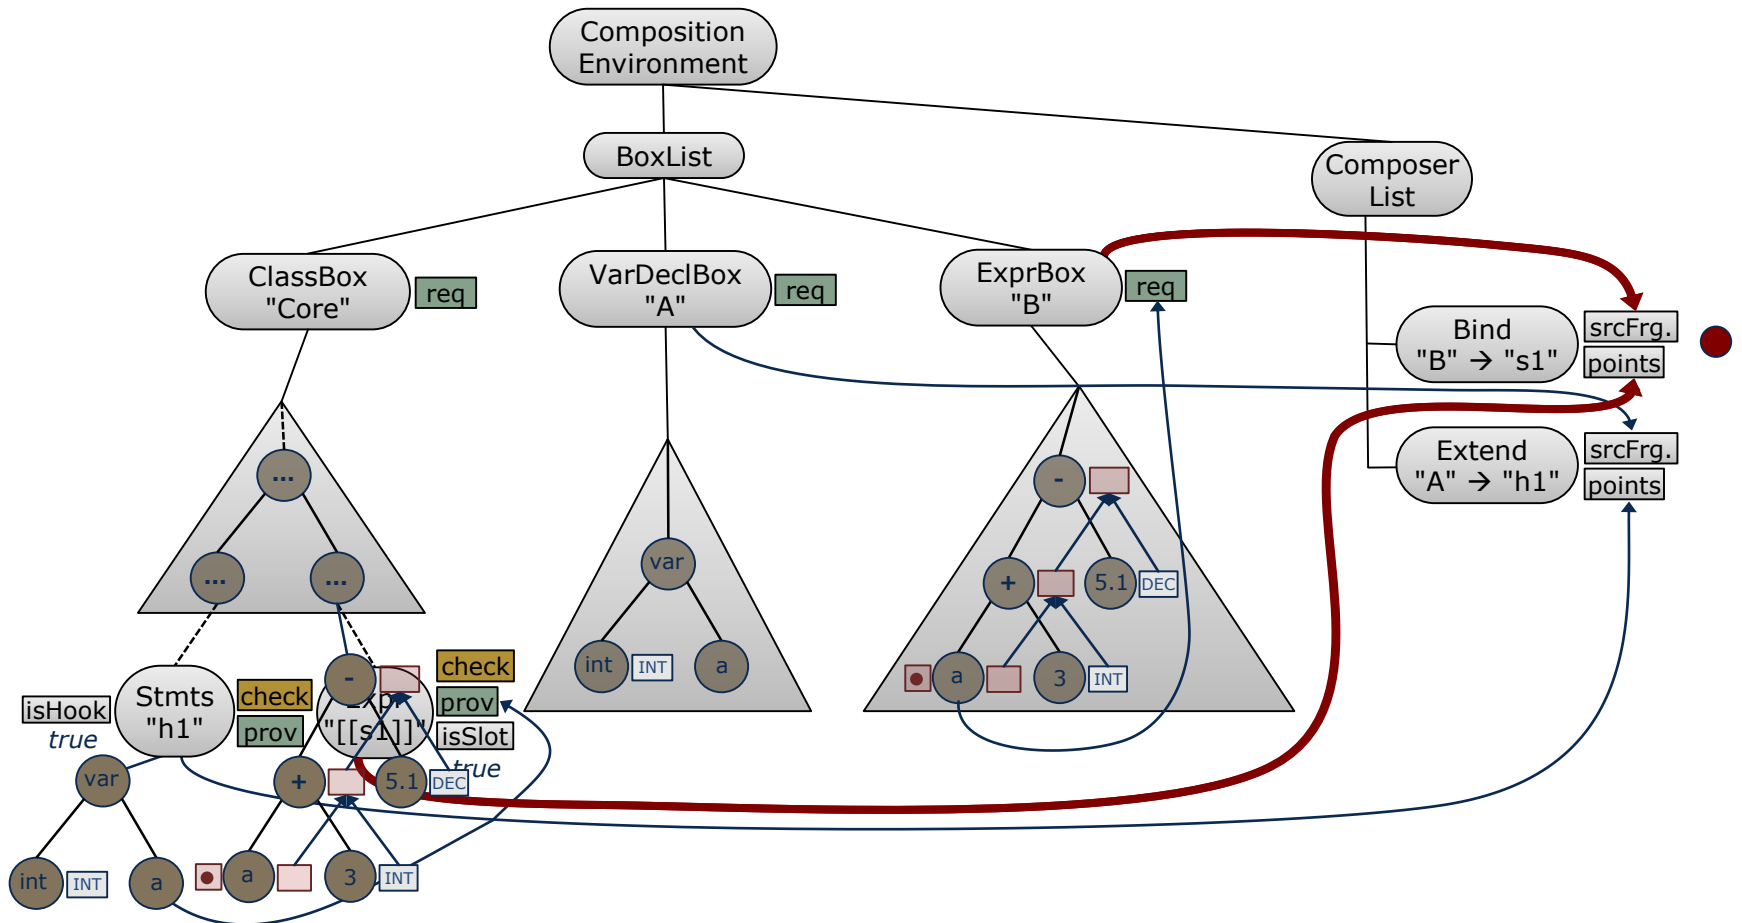 Composition
Environment
BoxList
Composer
List
ClassBox
"Core"
req
VarDeclBox
"A"
req
ExprBox
"B"
req
Bind
"B" → "s1"
srcFrg.
points
Extend
"A" → "h1"
srcFrg.
points
...
...
...
var
int
INT
a
-
+
5.1
DEC
a
3
INT
isHook
true
Stmts
"h1"
check
prov
-
Expr
"[[s1]]"
check
prov
isSlot
true
var
+
5.1
DEC
int
INT
a
a
3
INT